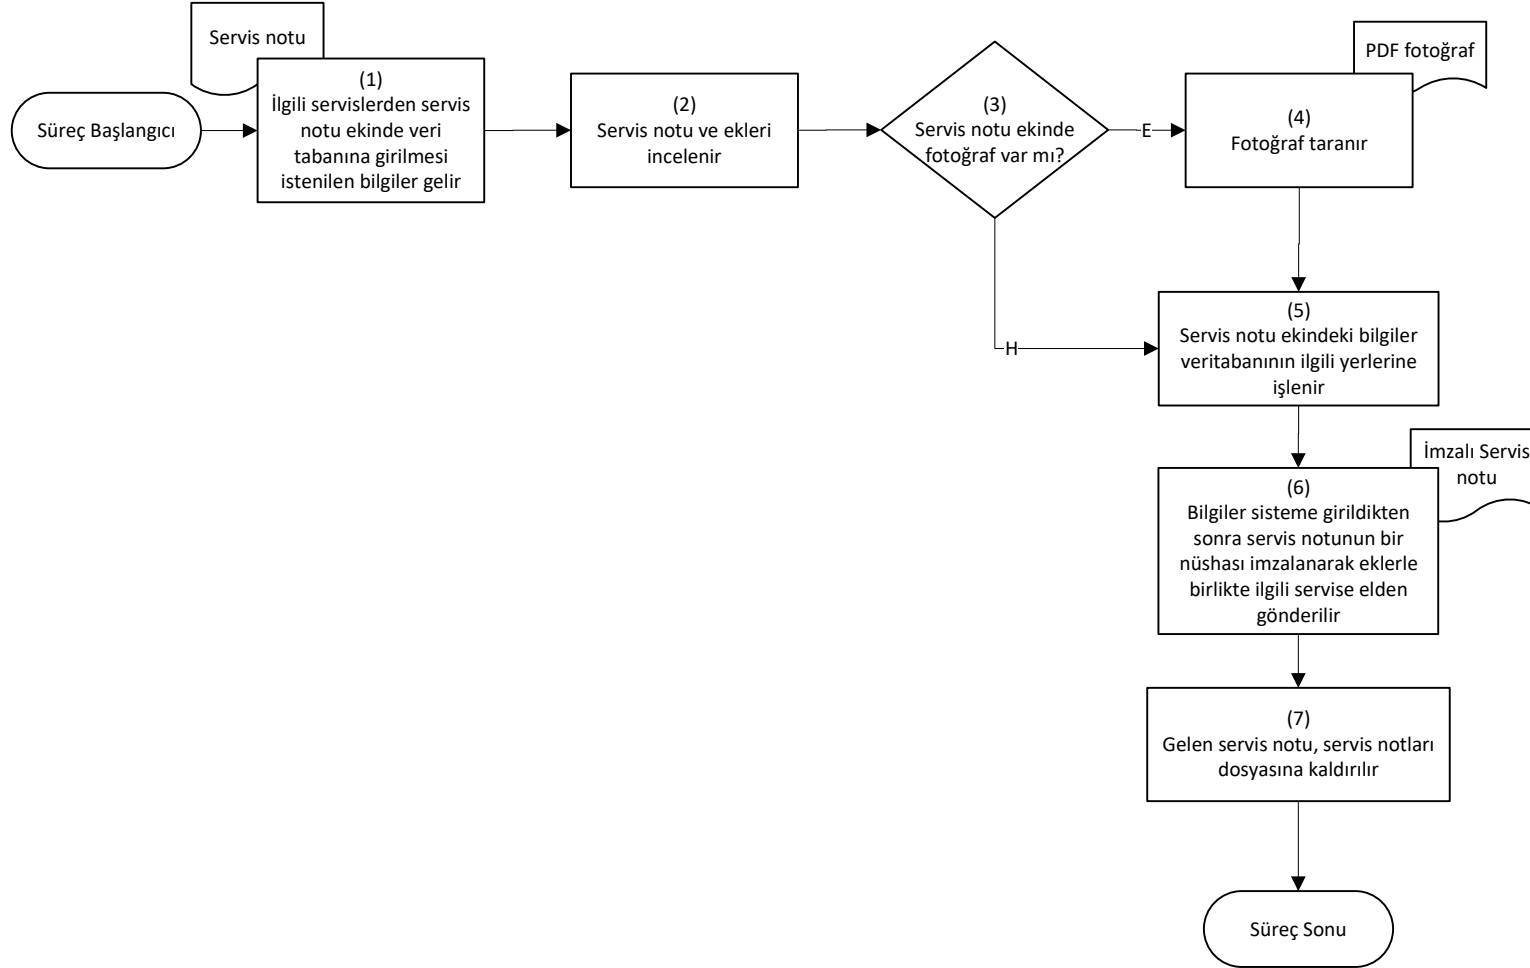 Servis notu
Süreç Başlangıcı
(1)
İlgili servislerden servis
notu ekinde veri
tabanına girilmesi
istenilen bilgiler gelir
(2)
Servis notu ve ekleri
incelenir
(3)
Servis notu ekinde
fotoğraf var mı?
E
PDF fotoğraf
(4)
Fotoğraf taranır
H
(5)
Servis notu ekindeki bilgiler
veritabanının ilgili yerlerine
işlenir
İmzalı Servis
notu
(6)
Bilgiler sisteme girildikten
sonra servis notunun bir
nüshası imzalanarak eklerle
birlikte ilgili servise elden
gönderilir
(7)
Gelen servis notu, servis notları
dosyasına kaldırılır
Süreç Sonu